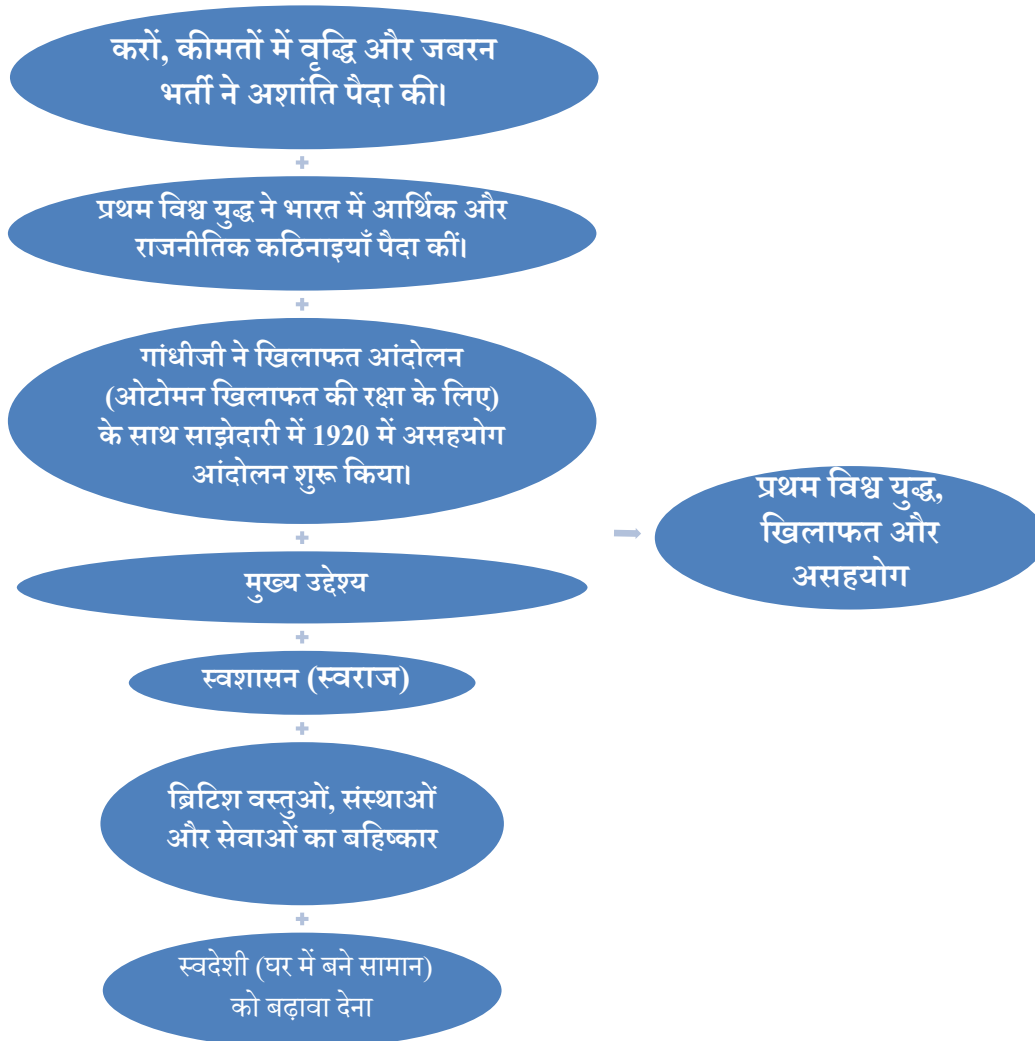 करों, कीमतों में वृद्धि और जबरन
भर्ती ने अशांति पैदा की।
प्रथम विश्व युद्ध ने भारत में आर्थिक और
राजनीतिक कठिनाइयाँ पैदा कीं।
गांधीजी ने खिलाफत आंदोलन
(ओटोमन खिलाफत की रक्षा के लिए)
के साथ साझेदारी में 1920 में असहयोग
आंदोलन शुरू किया।
मुख्य उद्देश्य
स्वशासन (स्वराज)
ब्रिटिश वस्तुओं, संस्थाओं
और सेवाओं का बहिष्कार
स्वदेशी (घर में बने सामान)
को बढ़ावा देना
प्रथम विश्व युद्ध,
खिलाफत और
असहयोग